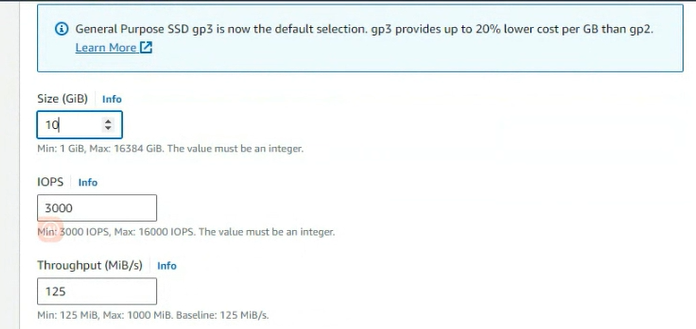 General Purpose SSD gp3 is now the default selection. gp3 provides up to 20% lower cost per GB than gp2.
Learn More
Size (GiB) Info
10
Min: 1 GiB, Max: 16384 GiB. The value must be an integer.
IOPS Info
3000
Min: 3000 IOPS, Max: 16000 IOPS. The value must be an integer.
Throughput (MiB/s) Info
125
Min: 125 MiB, Max: 1000 MiB. Baseline: 125 MiB/s.